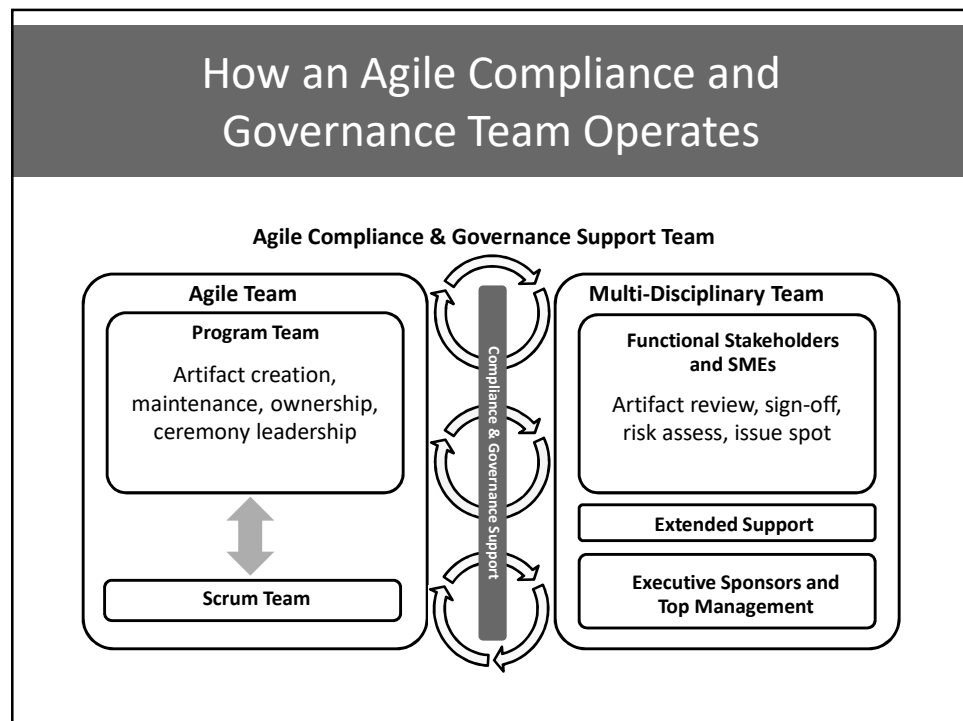 How an Agile Compliance and
Governance Team Operates
Agile Compliance & Governance Support Team
Agile Team
Program Team
Artifact creation,
maintenance, ownership,
ceremony leadership
Scrum Team
Compliance & Governance Support
Multi-Disciplinary Team
Functional Stakeholders
and SMEs
Artifact review, sign-off,
risk assess, issue spot
Extended Support
Executive Sponsors and
Top Management